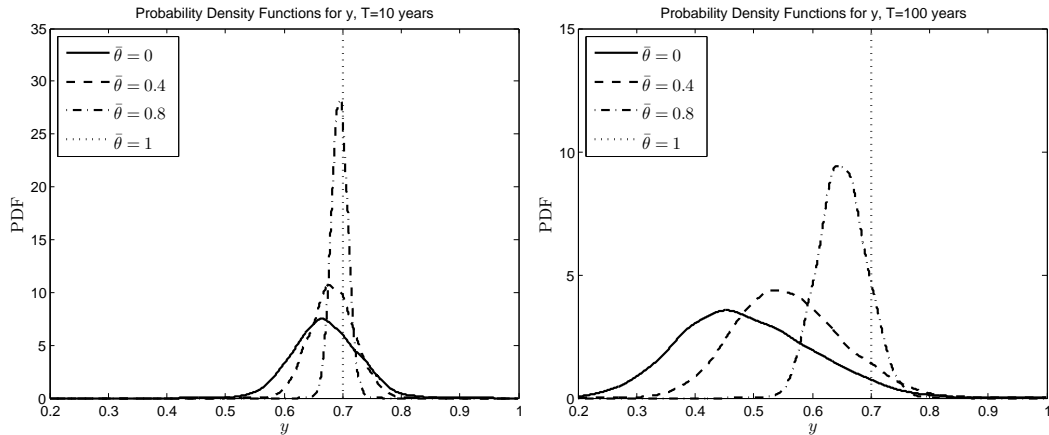 Probability Density Functions for y, T=10 years
35
30
25
20
15
10
5
0
PDF
0.2 0.3 0.4 0.5 0.6 0.7 0.8 0.9 1
y
θ̄ = 0
θ̄ = 0.4
θ̄ = 0.8
θ̄ = 1
Probability Density Functions for y, T=100 years
15
10
5
0
PDF
0.2 0.3 0.4 0.5 0.6 0.7 0.8 0.9 1
y
θ̄ = 0
θ̄ = 0.4
θ̄ = 0.8
θ̄ = 1